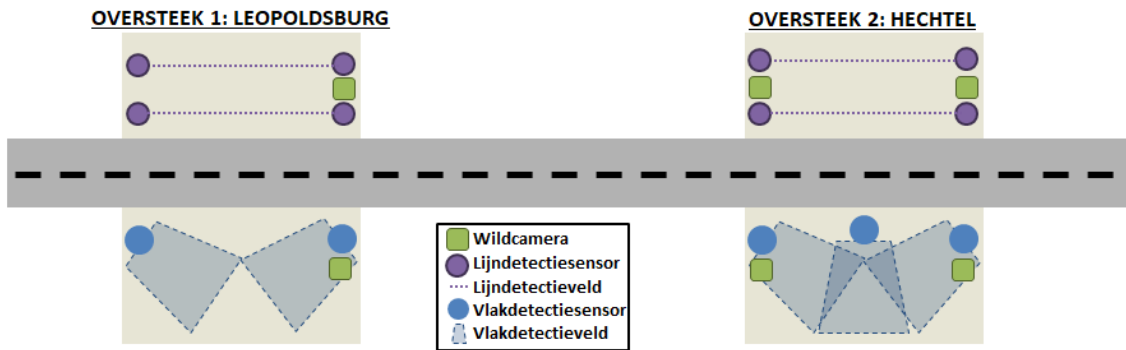 OVERSTEEK 1: LEOPOLDSBURG
OVERSTEEK 2: HECHTEL
Wildcamera
Lijndetectiesensor
Lijndetectieveld
Vlakdetectiesensor
Vlakdetectieveld